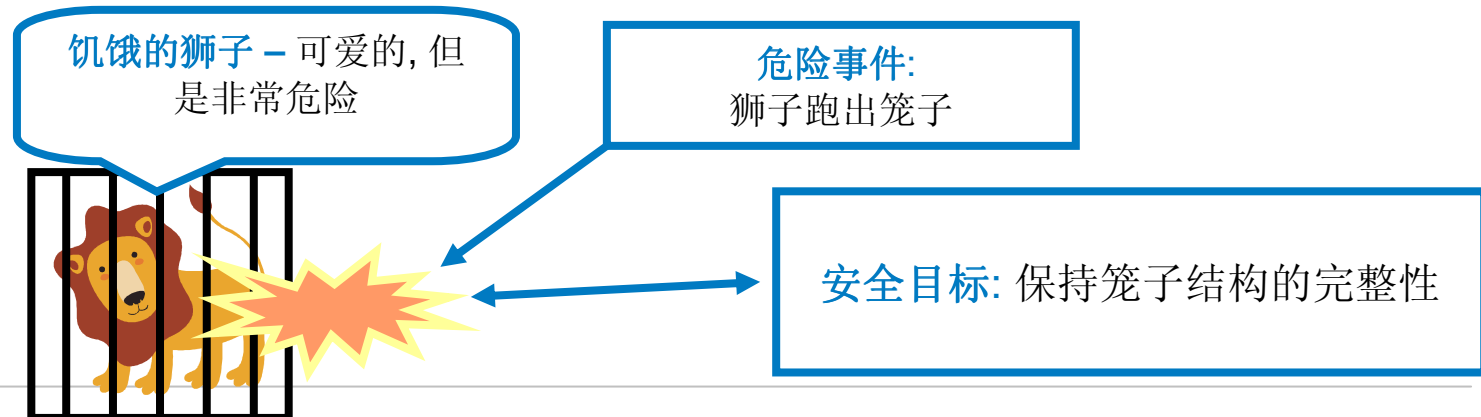 饥饿的狮子 – 可爱的, 但
是非常危险
危险事件:
狮子跑出笼子
安全目标: 保持笼子结构的完整性